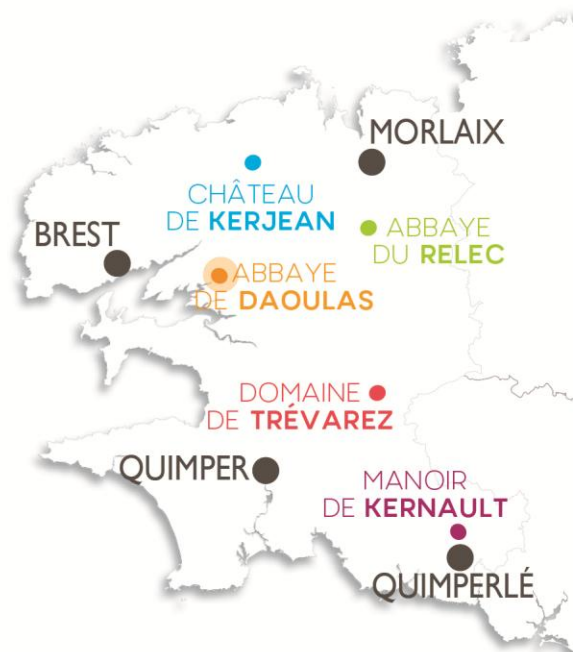 MORLAIX
CHÂTEAU
DE KERJEAN
ABBAYE
DU RELEC
BREST
ABBAYE
DE DAOULAS
DOMAINE
DE TRÉVAREZ
QUIMPER
MANOIR
DE KERNAULT
QUIMPERLÉ